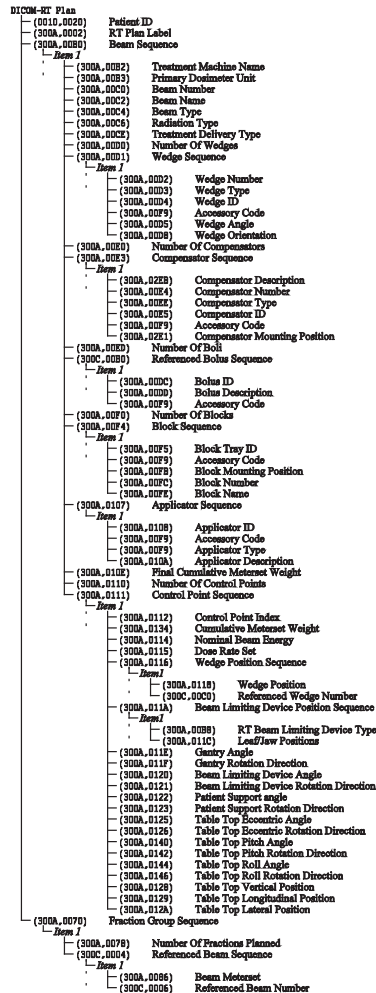 DICOM-RT Plan
(0010,0020) Patient ID
(300A,0002) RT Plan Label
(300A,00B0) Beam Sequence
Item 1
(300A,00B2) Treatment Machine Name
(300A,00B3) Primary Dosimeter Unit
(300A,00C0) Beam Number
(300A,00C2) Beam Name
(300A,00C4) Beam Type
(300A,00C6) Radiation Type
(300A,00CE) Treatment Delivery Type
(300A,00D0) Number Of Wedges
(300A,00D1) Wedge Sequence
Item 1
(300A,00D2) Wedge Number
(300A,00D3) Wedge Type
(300A,00D4) Wedge ID
(300A,00F9) Accessory Code
(300A,00D5) Wedge Angle
(300A,00D8) Wedge Orientation
(300A,00E0) Number Of Compensators
(300A,00E3) Compensator Sequence
Item 1
(300A,02EB) Compensator Description
(300A,00E4) Compensator Number
(300A,00EE) Compensator Type
(300A,00E5) Compensator ID
(300A,00F9) Accessory Code
(300A,02E1) Compensator Mounting Position
(300A,00ED) Number Of Boli
(300C,00B0) Referenced Bolus Sequence
Item 1
(300A,00DC) Bolus ID
(300A,00DD) Bolus Description
(300A,00F9) Accessory Code
(300A,00F0) Number Of Blocks
(300A,00F4) Block Sequence
Item 1
(300A,00F5) Block Tray ID
(300A,00F9) Accessory Code
(300A,00FB) Block Mounting Position
(300A,00FC) Block Number
(300A,00FE) Block Name
(300A,0107) Applicator Sequence
Item 1
(300A,0108) Applicator ID
(300A,00F9) Accessory Code
(300A,00F9) Applicator Type
(300A,010A) Applicator Description
(300A,010E) Final Cumulative Meterset Weight
(300A,0110) Number Of Control Points
(300A,0111) Control Point Sequence
Item 1
(300A,0112) Control Point Index
(300A,0134) Cumulative Meterset Weight
(300A,0114) Nominal Beam Energy
(300A,0115) Dose Rate Set
(300A,0116) Wedge Position Sequence
Item1
(300A,0118) Wedge Position
(300C,00C0) Referenced Wedge Number
(300A,011A) Beam Limiting Device Position Sequence
Item1
(300A,00B8) RT Beam Limiting Device Type
(300A,011C) Leaf/Jaw Positions
(300A,011E) Gantry Angle
(300A,011F) Gantry Rotation Direction
(300A,0120) Beam Limiting Device Angle
(300A,0121) Beam Limiting Device Rotation Direction
(300A,0122) Patient Support angle
(300A,0123) Patient Support Rotation Direction
(300A,0125) Table Top Eccentric Angle
(300A,0126) Table Top Eccentric Rotation Direction
(300A,0140) Table Top Pitch Angle
(300A,0142) Table Top Pitch Rotation Direction
(300A,0144) Table Top Roll Angle
(300A,0146) Table Top Roll Rotation Direction
(300A,0128) Table Top Vertical Position
(300A,0129) Table Top Longitudinal Position
(300A,012A) Table Top Lateral Position
(300A,0070) Fraction Group Sequence
Item 1
(300A,0078) Number Of Fractions Planned
(300C,0004) Referenced Beam Sequence
Item 1
(300A,0086) Beam Meterset
(300C,0006) Referenced Beam Number